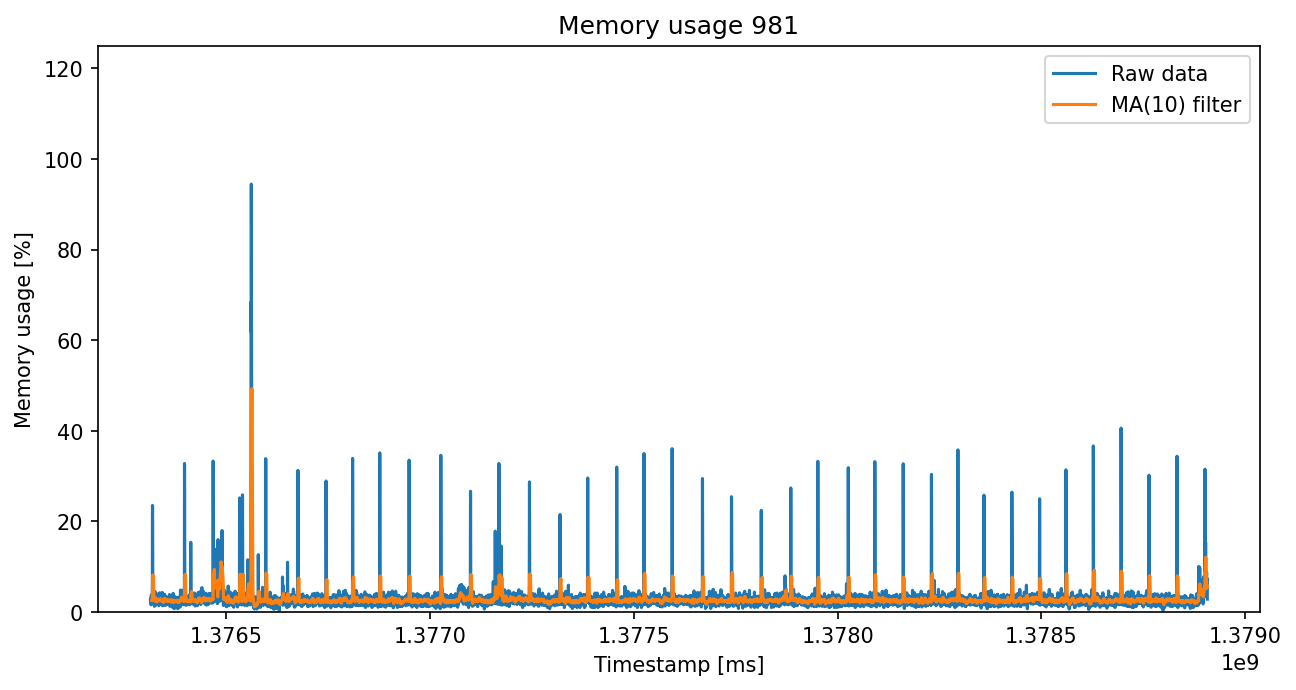 Memory usage 981
Raw data
MA(10) filter
Memory usage [%]
120
100
80
60
40
20
0
1.3765 1.3770 1.3775 1.3780 1.3785 1.3790
1e9
Timestamp [ms]